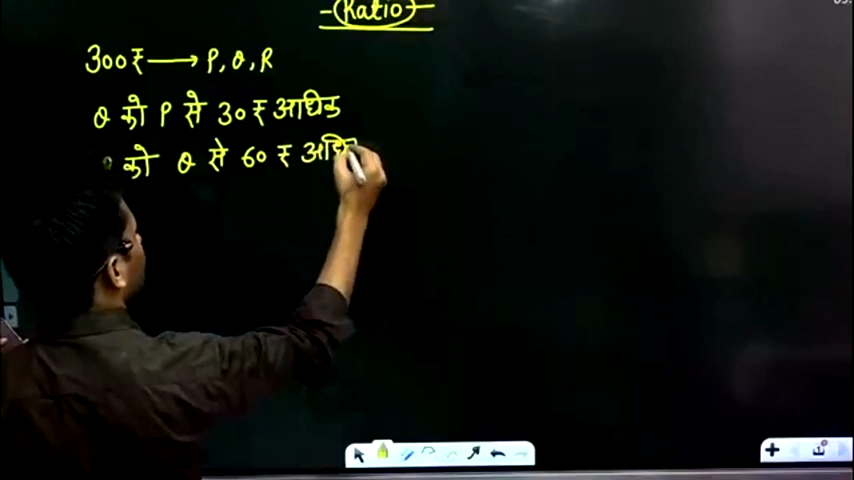 Ratio
300₹ → P, Q, R
Q को P से 30 ₹ अधिक
को Q से 60 ₹